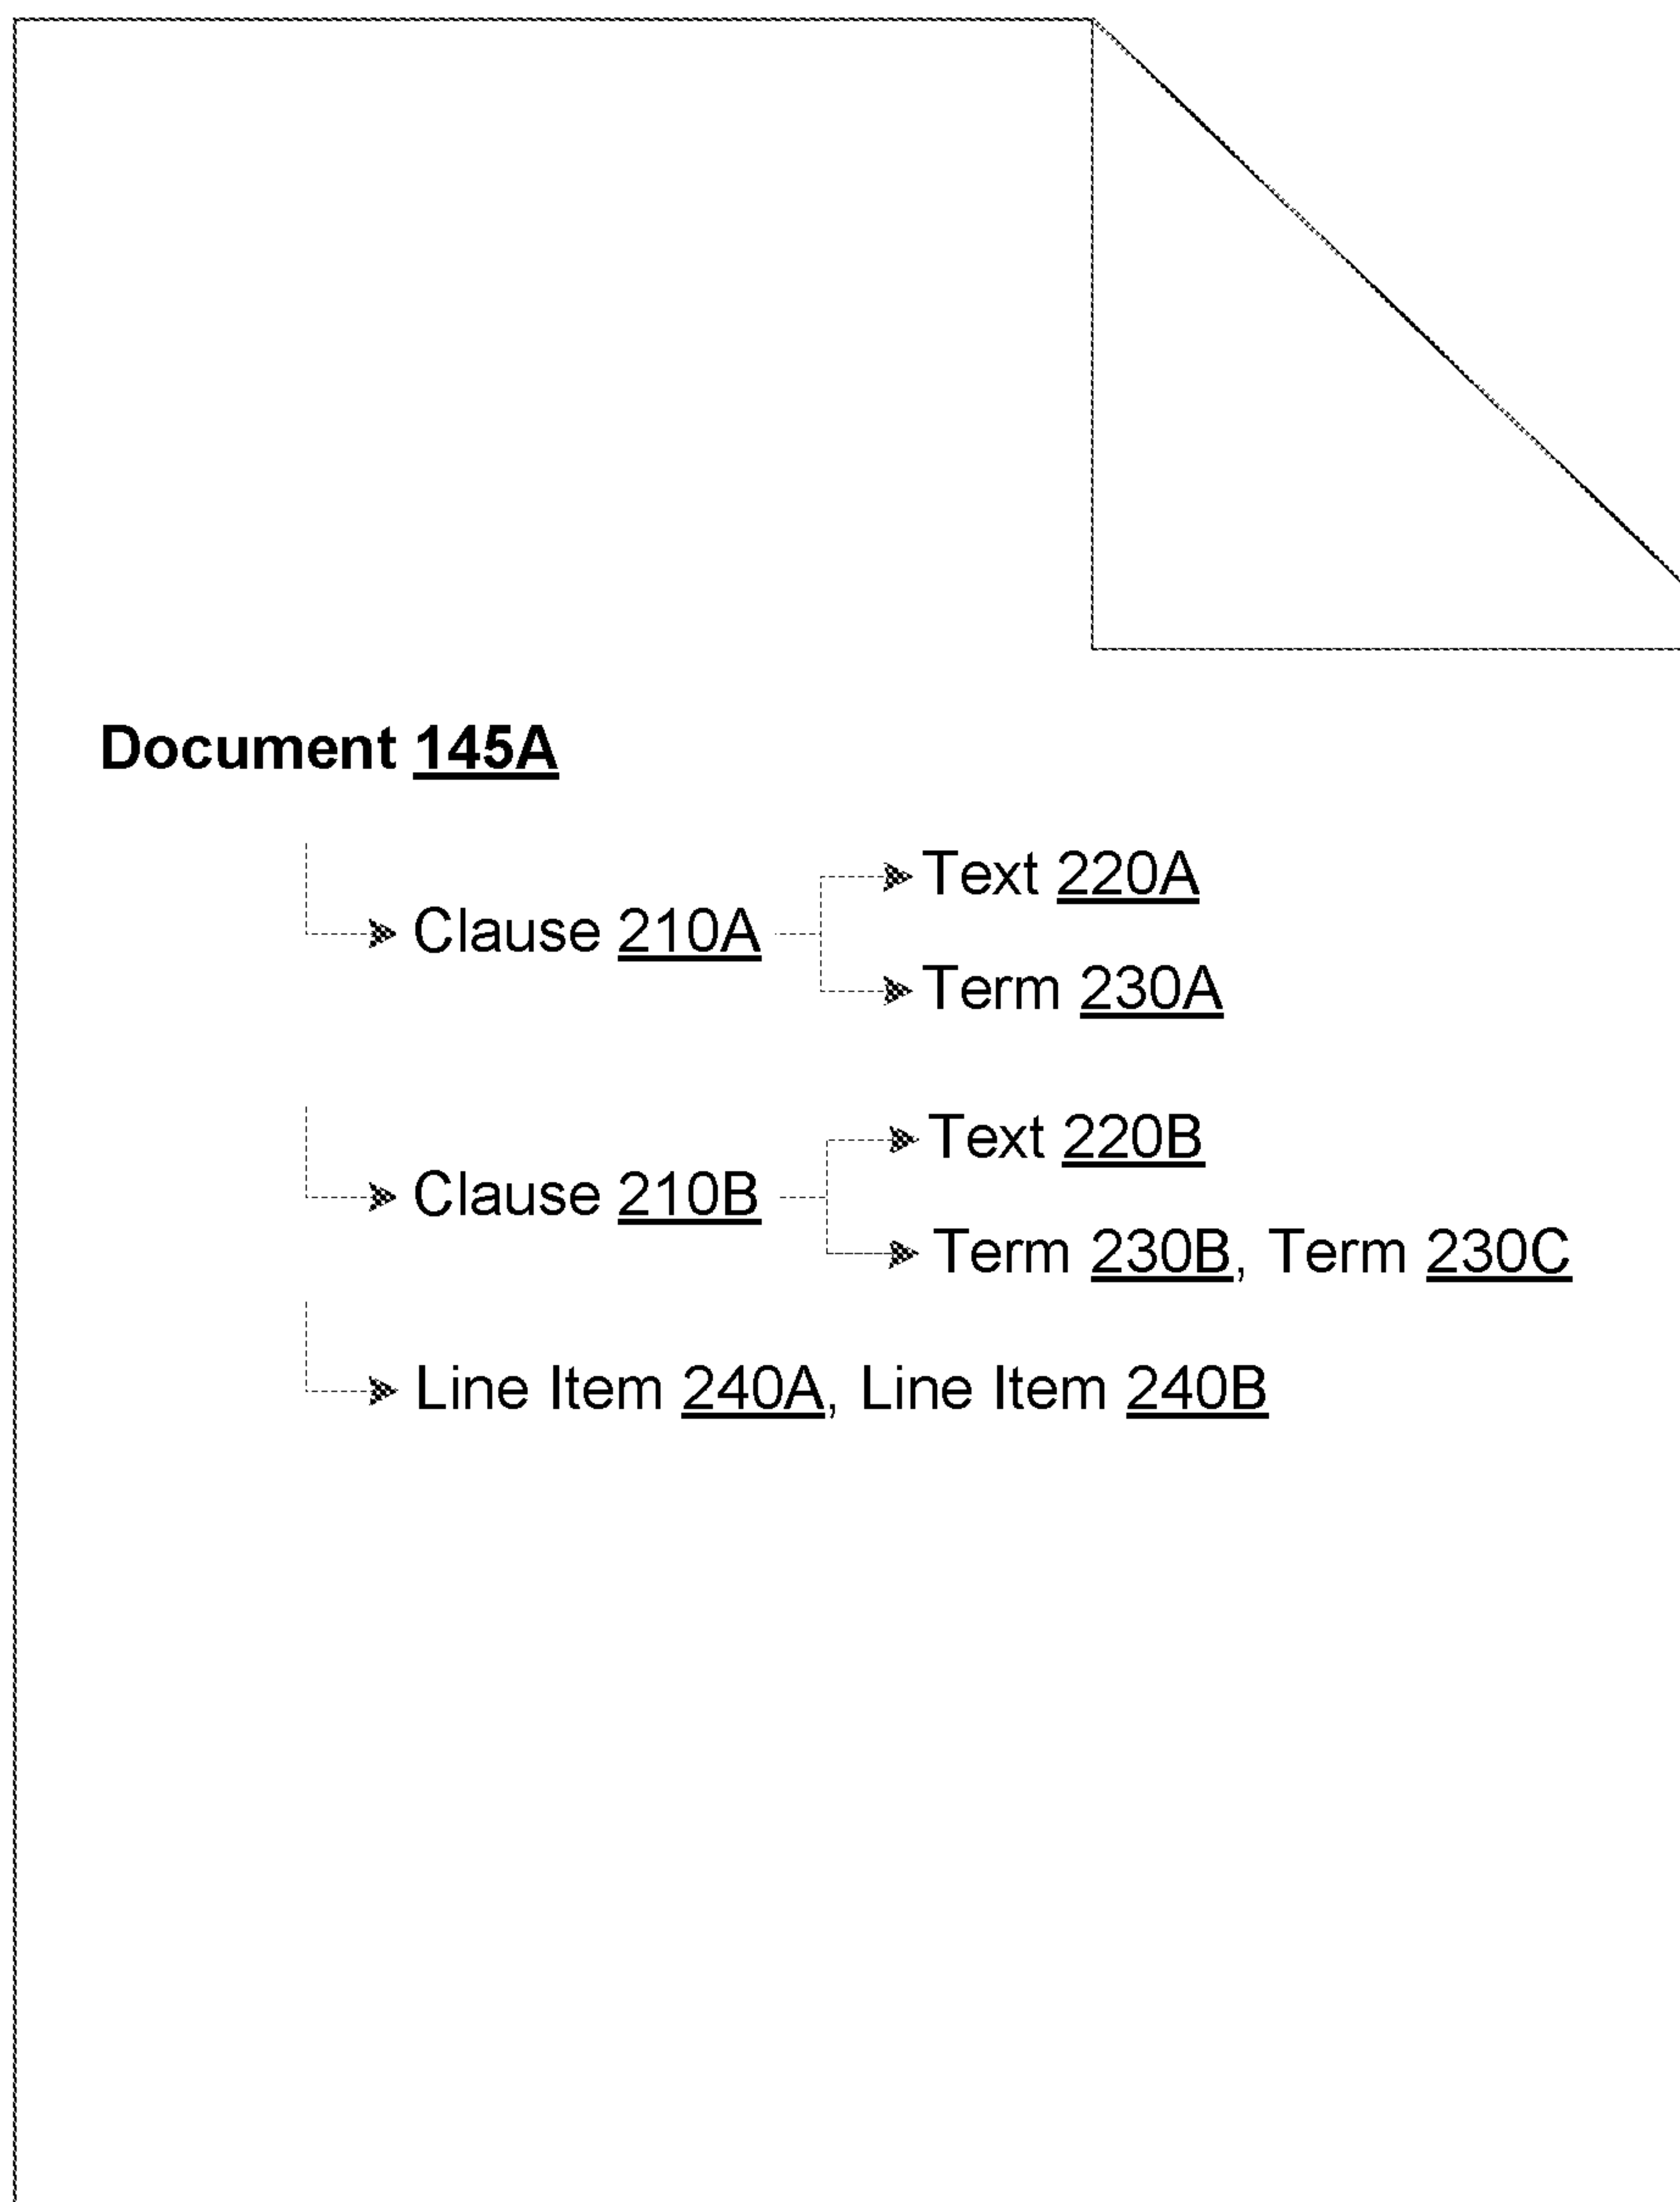 Document 145A
Text 220A
Clause 210A
Term 230A
Text 220B
Clause 210B
Term 230B, Term 230C
Line Item 240A, Line Item 240B